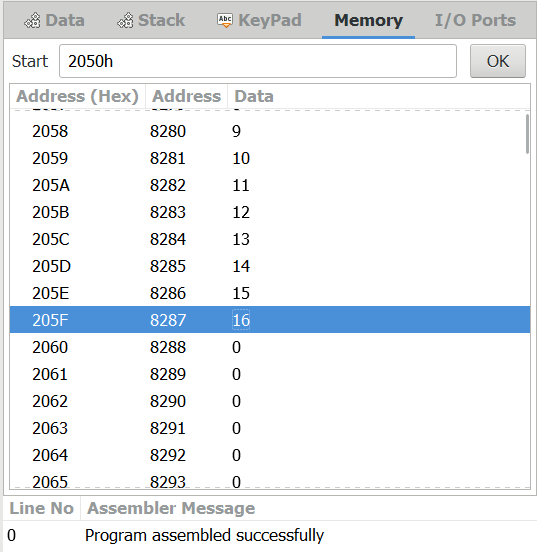 Data Stack Abc KeyPad Memory I/O Ports
Start 2050h OK
Address (Hex) Address Data
2058 8280 9
2059 8281 10
205A 8282 11
205B 8283 12
205C 8284 13
205D 8285 14
205E 8286 15
205F 8287 16
2060 8288 0
2061 8289 0
2062 8290 0
2063 8291 0
2064 8292 0
2065 8293 0
Line No Assembler Message
0 Program assembled successfully